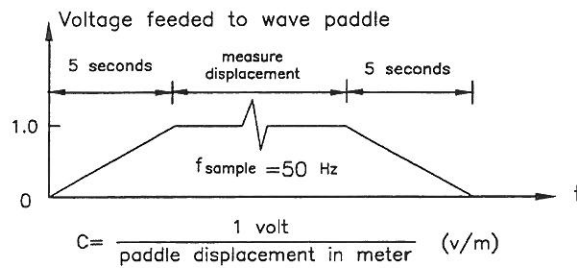 Voltage feeded to wave paddle
5 seconds
measure
displacement
5 seconds
1.0
f sample = 50 Hz
0
t
C= 1 volt / paddle displacement in meter (v/m)